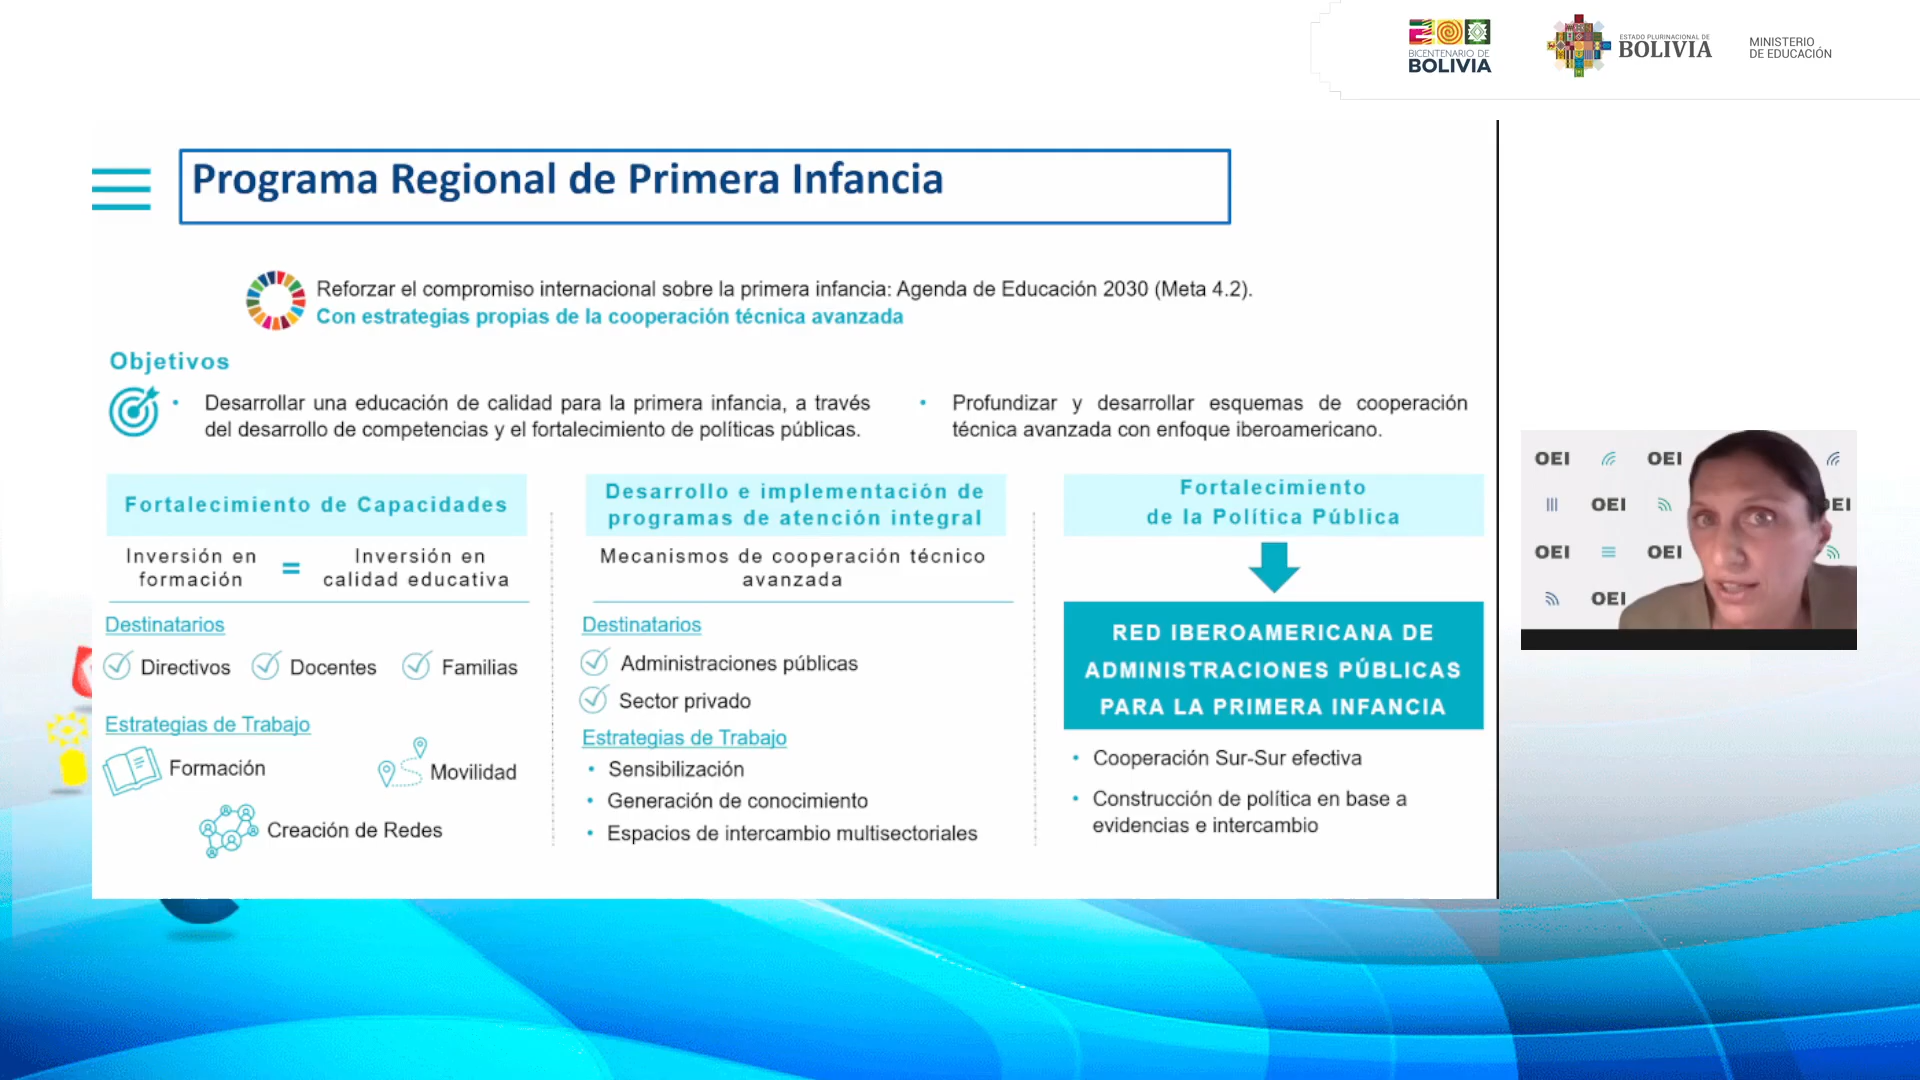 BICENTENARIO DE
BOLIVIA
ESTADO PLURINACIONAL DE
BOLIVIA
MINISTERIO
DE EDUCACIÓN
Programa Regional de Primera Infancia
Reforzar el compromiso internacional sobre la primera infancia: Agenda de Educación 2030 (Meta 4.2).
Con estrategias propias de la cooperación técnica avanzada
Objetivos
• Desarrollar una educación de calidad para la primera infancia, a través
del desarrollo de competencias y el fortalecimiento de políticas públicas.
• Profundizar y desarrollar esquemas de cooperación
técnica avanzada con enfoque iberoamericano.
Fortalecimiento de Capacidades
Inversión en
formación
=
Inversión en
calidad educativa
Destinatarios
Directivos
Docentes
Familias
Estrategias de Trabajo
Formación
Movilidad
Creación de Redes
Desarrollo e implementación de
programas de atención integral
Mecanismos de cooperación técnico
avanzada
Destinatarios
Administraciones públicas
Sector privado
Estrategias de Trabajo
• Sensibilización
• Generación de conocimiento
• Espacios de intercambio multisectoriales
Fortalecimiento
de la Política Pública
RED IBEROAMERICANA DE
ADMINISTRACIONES PÚBLICAS
PARA LA PRIMERA INFANCIA
• Cooperación Sur-Sur efectiva
• Construcción de política en base a
evidencias e intercambio
OEI OEI
OEI OEI
OEI OEI
OEI